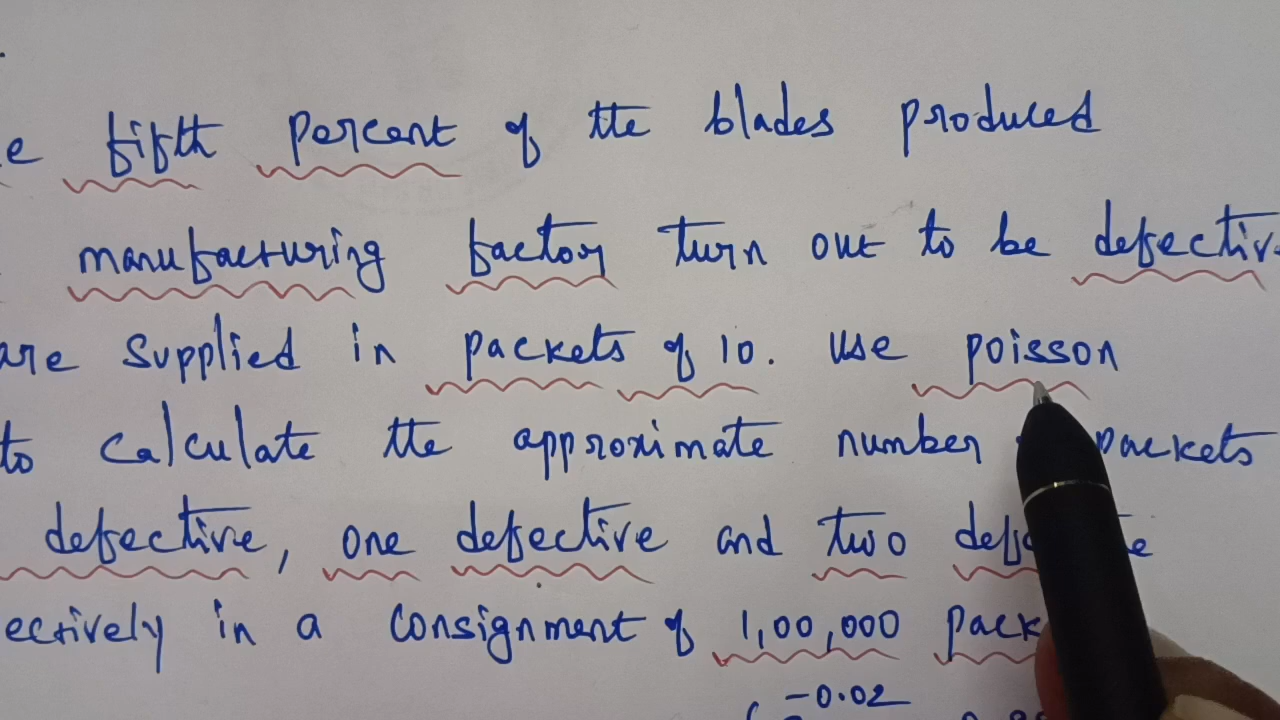 e fifth percent of the blades produced
manufacturing factory turn out to be defectiv
are supplied in packets of 10. use poisson
to calculate the approximate number packets
defective, one defective and two
ectively in a consignment of 1,00,000 pack
-0.02